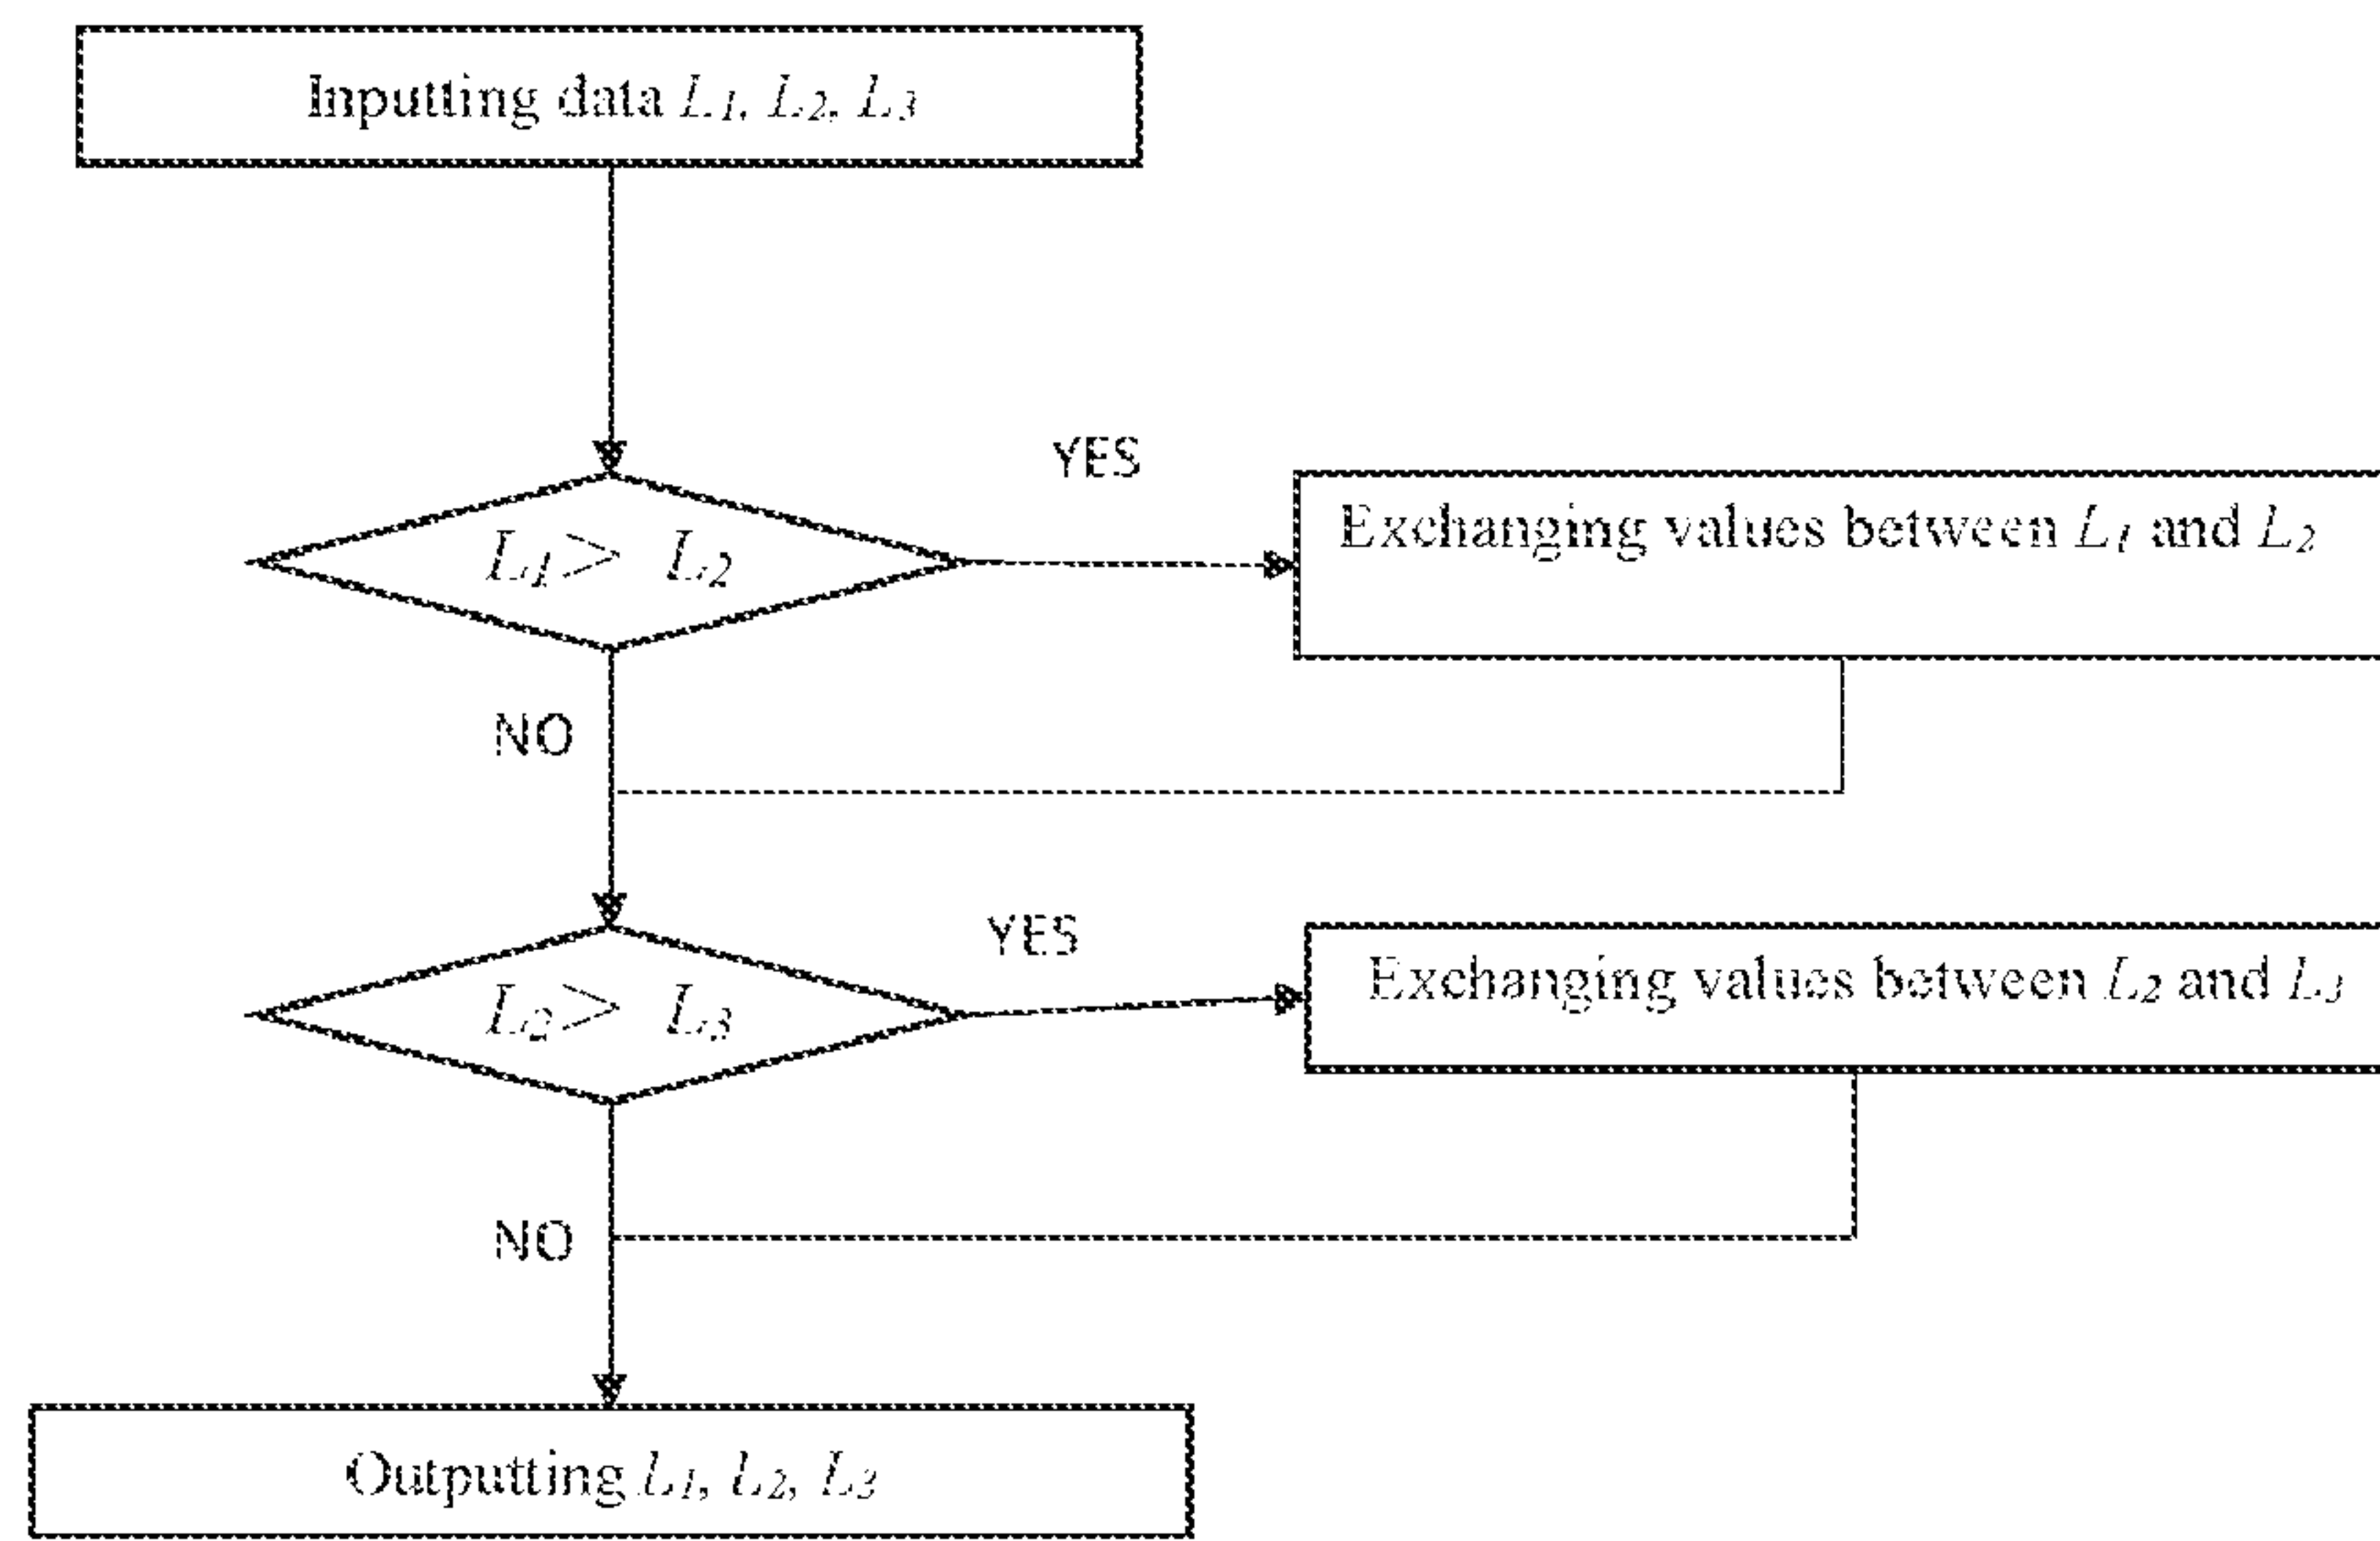 Inputting data L1, L2, L3
YES
L1> L2
Exchanging values between L1 and L2
NO
YES
L2> L3
Exchanging values between L2 and L3
NO
Outputting L1, L2, L3